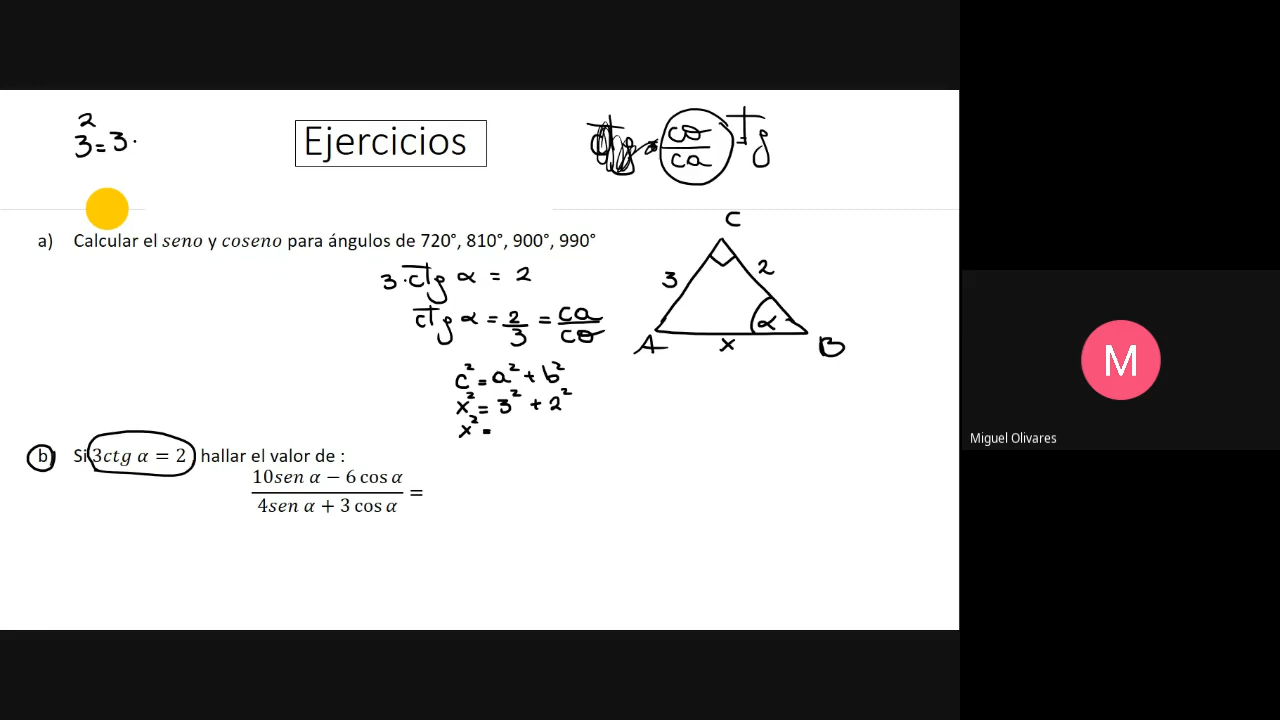 3² = 3 ·
Ejercicios
co/ca = Tg
a) Calcular el seno y coseno para ángulos de 720°, 810°, 900°, 990°
3 · ctg α = 2
ctg α = 2/3 = ca/co
c² = a² + b²
x² = 3² + 2²
x² =
C
3
2
α
A
x
B
b) Si 3ctg α = 2 hallar el valor de :
10sen α − 6 cos α
4sen α + 3 cos α
=
M
Miguel Olivares